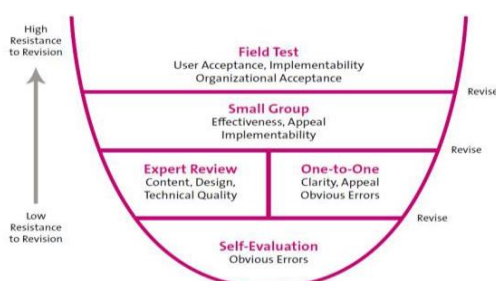 High
Resistance
to Revision
Field Test
User Acceptance, Implementability
Organizational Acceptance
Revise
Small Group
Effectiveness, Appeal
Implementability
Revise
Expert Review
Content, Design,
Technical Quality
One-to-One
Clarity, Appeal
Obvious Errors
Low
Resistance
to Revision
Revise
Self-Evaluation
Obvious Errors